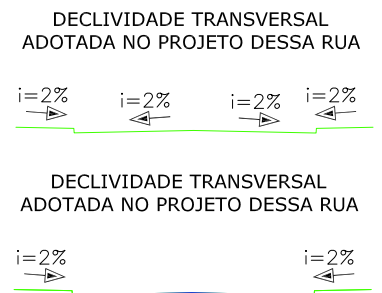 DECLIVIDADE TRANSVERSAL
ADOTADA NO PROJETO DESSA RUA
i=2% i=2% i=2% i=2%
DECLIVIDADE TRANSVERSAL
ADOTADA NO PROJETO DESSA RUA
i=2% i=2%